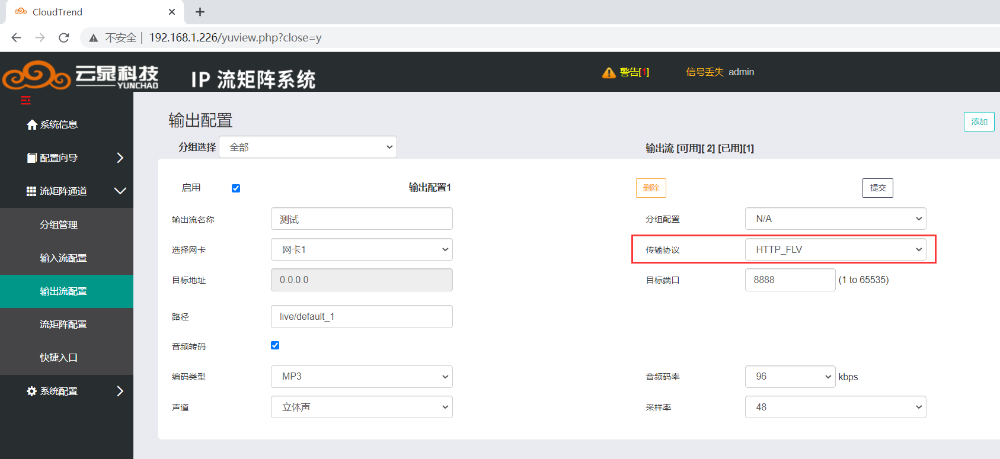 CloudTrend
不安全 | 192.168.1.226/yuview.php?close=y
云晁科技
YUNCHAO
IP 流矩阵系统
警告[1]
信号丢失 admin
系统信息
配置向导
流矩阵通道
分组管理
输入流配置
输出流配置
流矩阵配置
快捷入口
系统配置
输出配置
添加
分组选择 全部
输出流 [可用][ 2] [已用][1]
启用
输出配置1
删除
提交
输出流名称 测试
分组配置 N/A
选择网卡 网卡1
传输协议 HTTP_FLV
目标地址 0.0.0.0
目标端口 8888 (1 to 65535)
路径 live/default_1
音频转码
编码类型 MP3
音频码率 96 kbps
声道 立体声
采样率 48